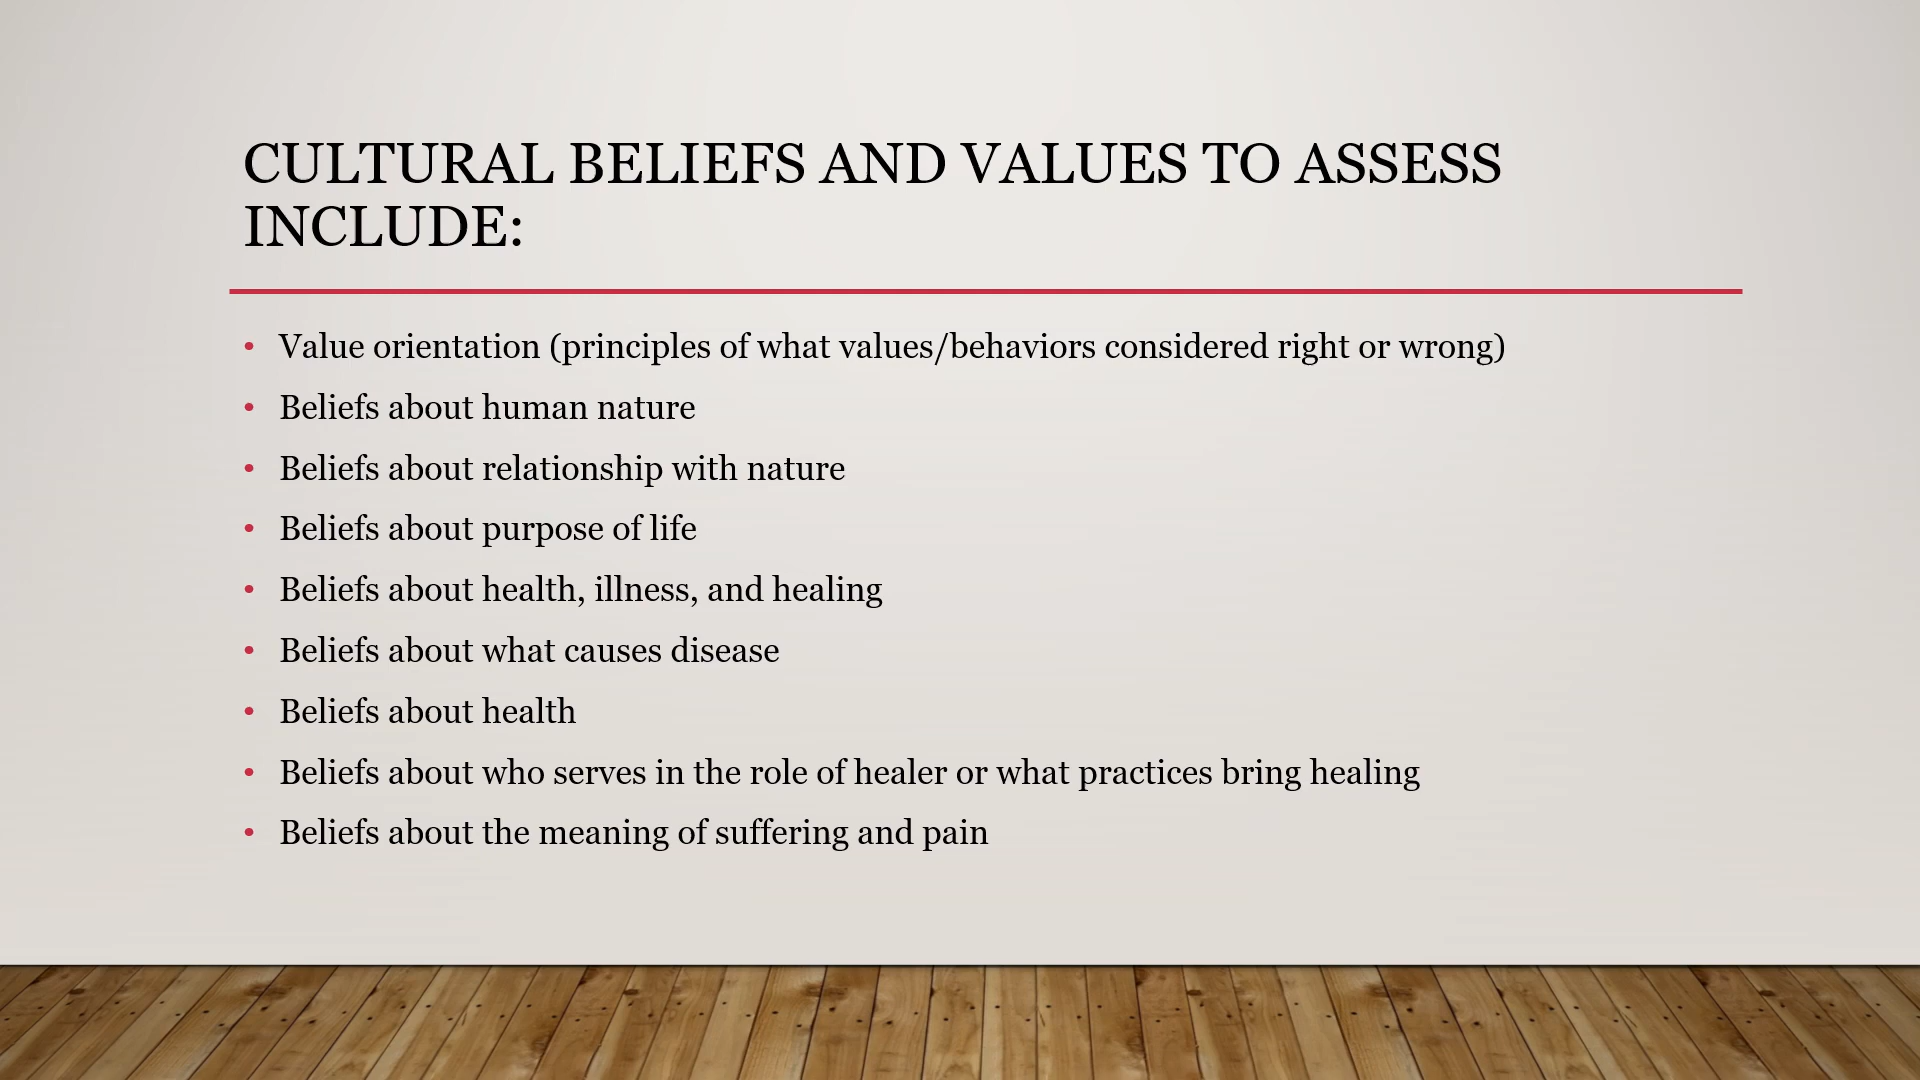 CULTURAL BELIEFS AND VALUES TO ASSESS
INCLUDE:
• Value orientation (principles of what values/behaviors considered right or wrong)
• Beliefs about human nature
• Beliefs about relationship with nature
• Beliefs about purpose of life
• Beliefs about health, illness, and healing
• Beliefs about what causes disease
• Beliefs about health
• Beliefs about who serves in the role of healer or what practices bring healing
• Beliefs about the meaning of suffering and pain